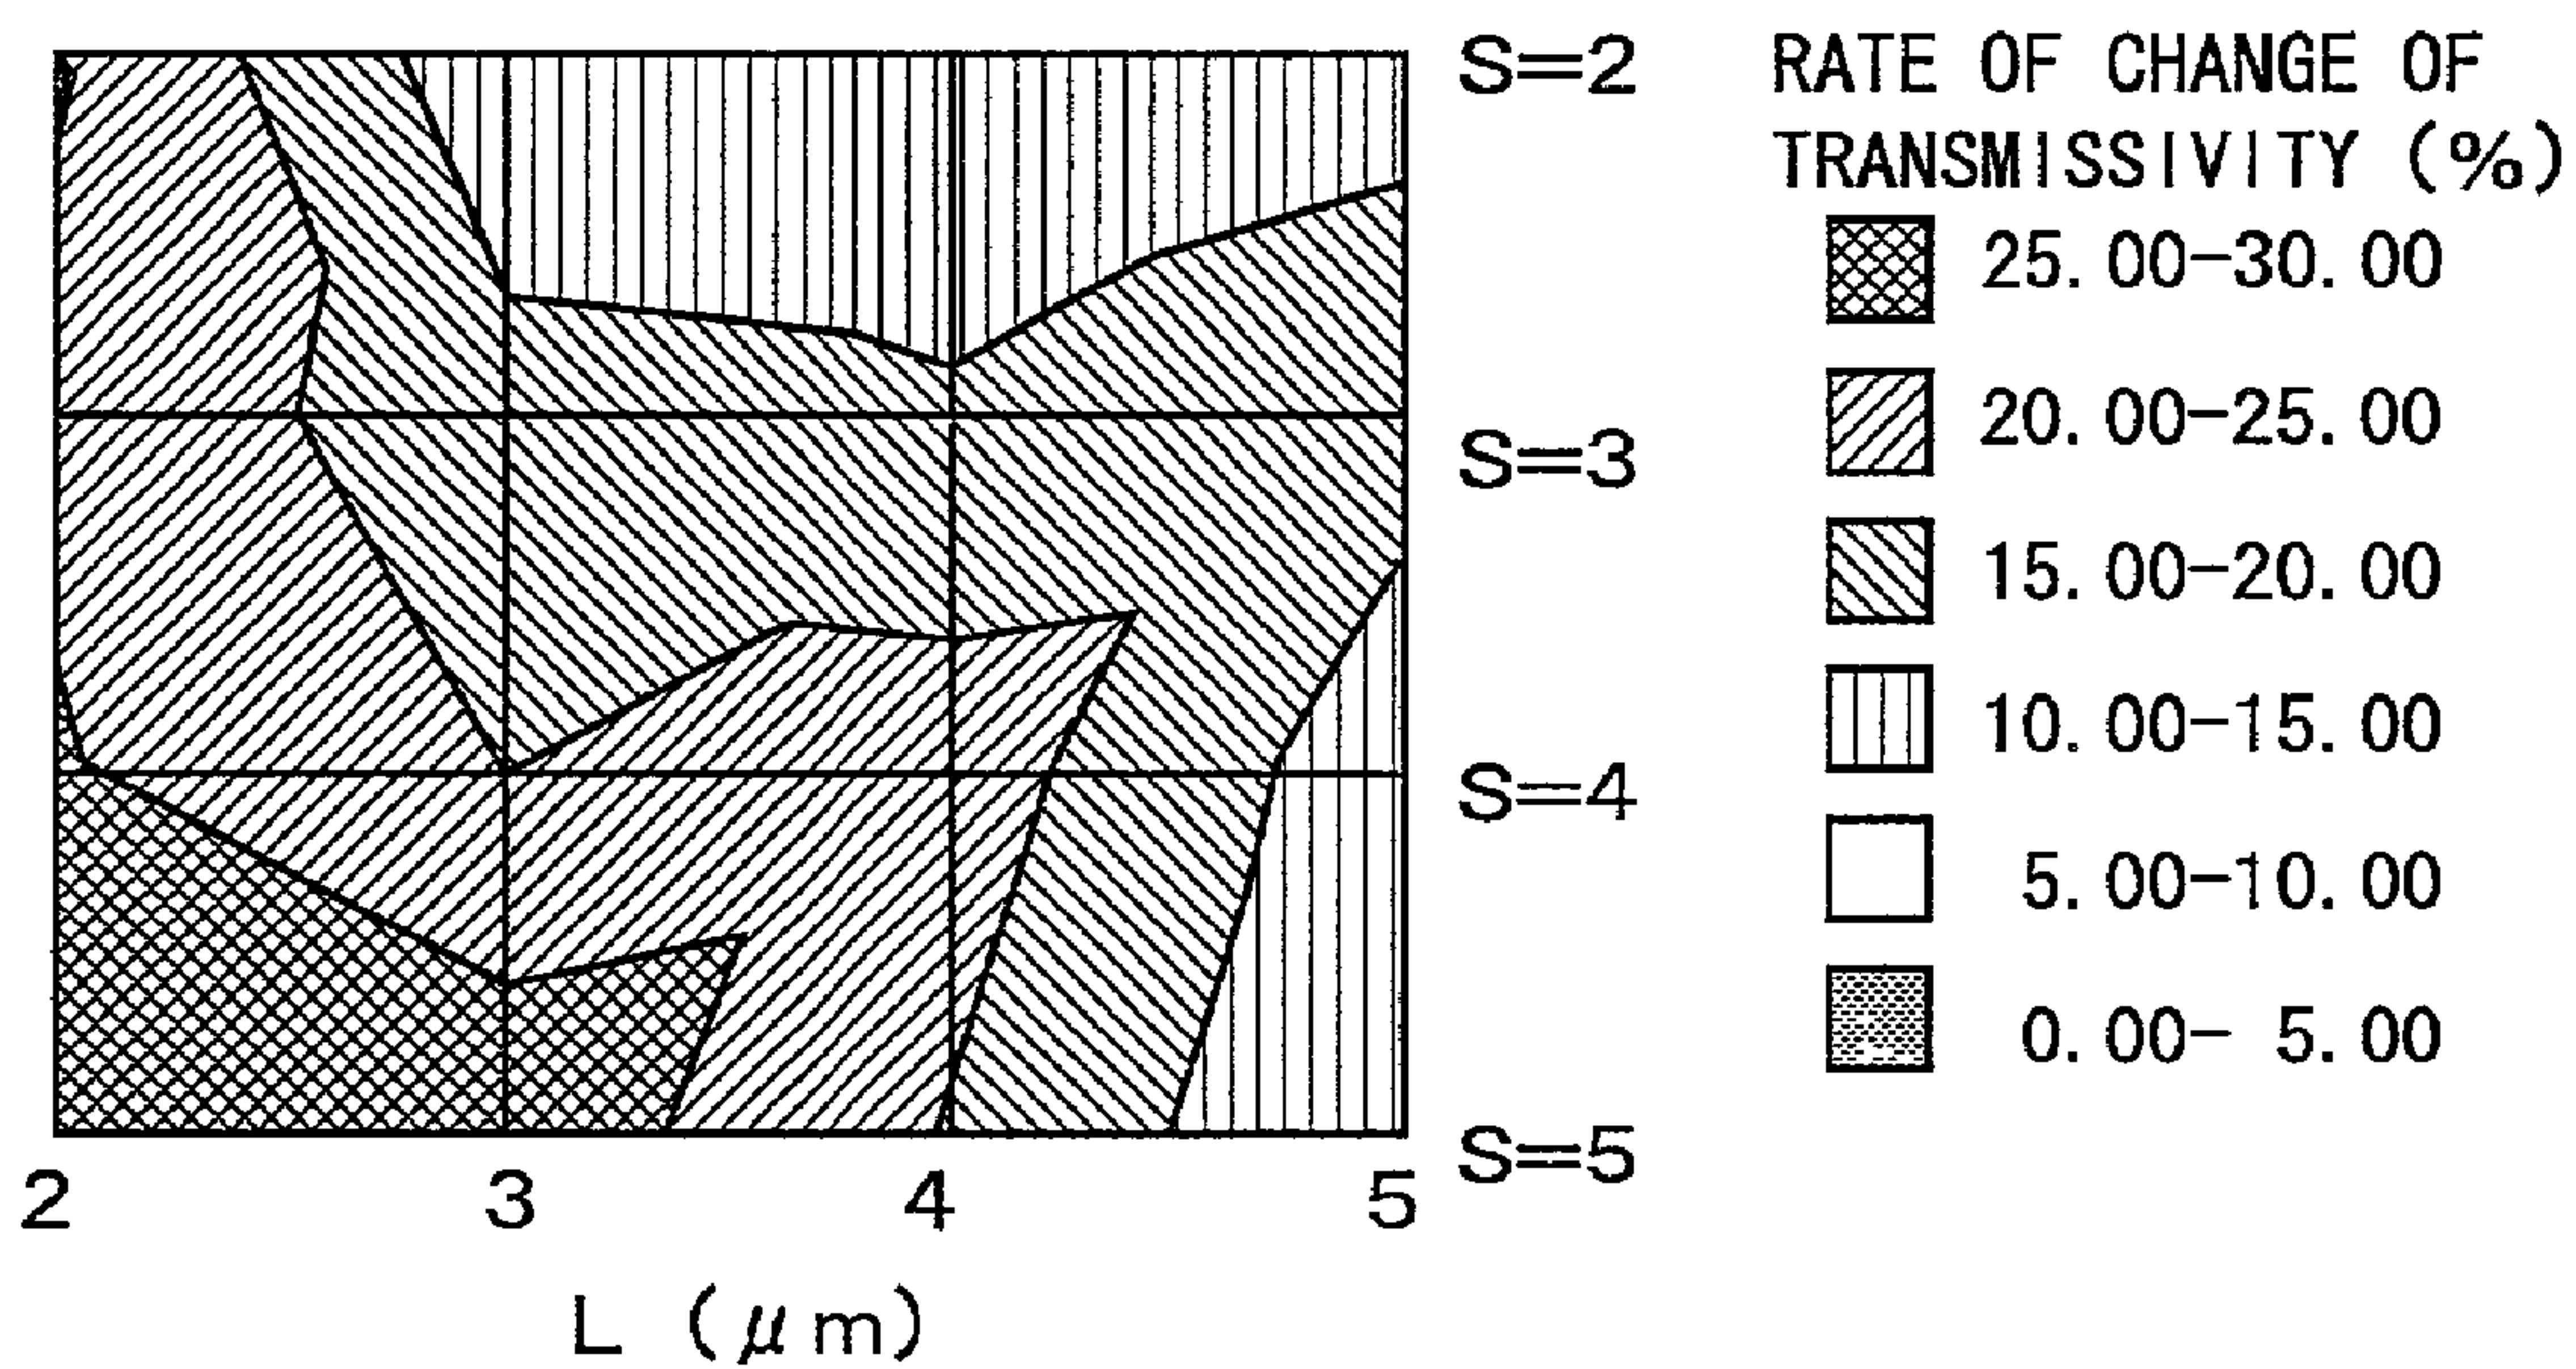 S=2
S=3
S=4
S=5
2 3 4 5
L (μm)
RATE OF CHANGE OF
TRANSMISSIVITY (%)
25.00-30.00
20.00-25.00
15.00-20.00
10.00-15.00
5.00-10.00
0.00- 5.00